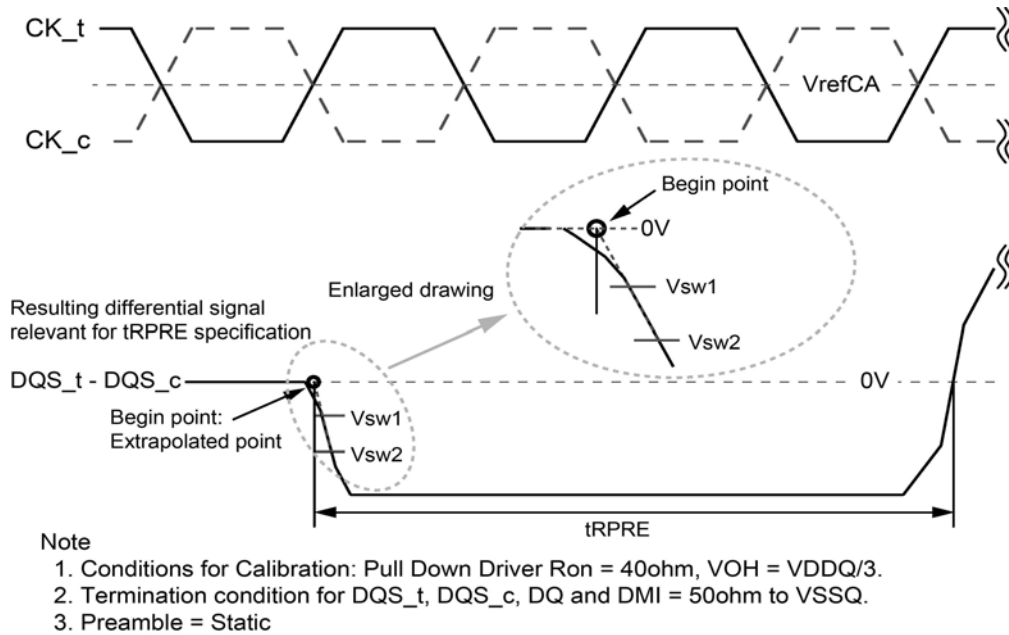 CK_t
VrefCA
CK_c
Begin point
0V
Enlarged drawing
Vsw1
Resulting differential signal
relevant for tRPRE specification
Vsw2
DQS_t - DQS_c
0V
Begin point:
Extrapolated point
Vsw1
Vsw2
tRPRE
Note
1. Conditions for Calibration: Pull Down Driver Ron = 40ohm, VOH = VDDQ/3.
2. Termination condition for DQS_t, DQS_c, DQ and DMI = 50ohm to VSSQ.
3. Preamble = Static